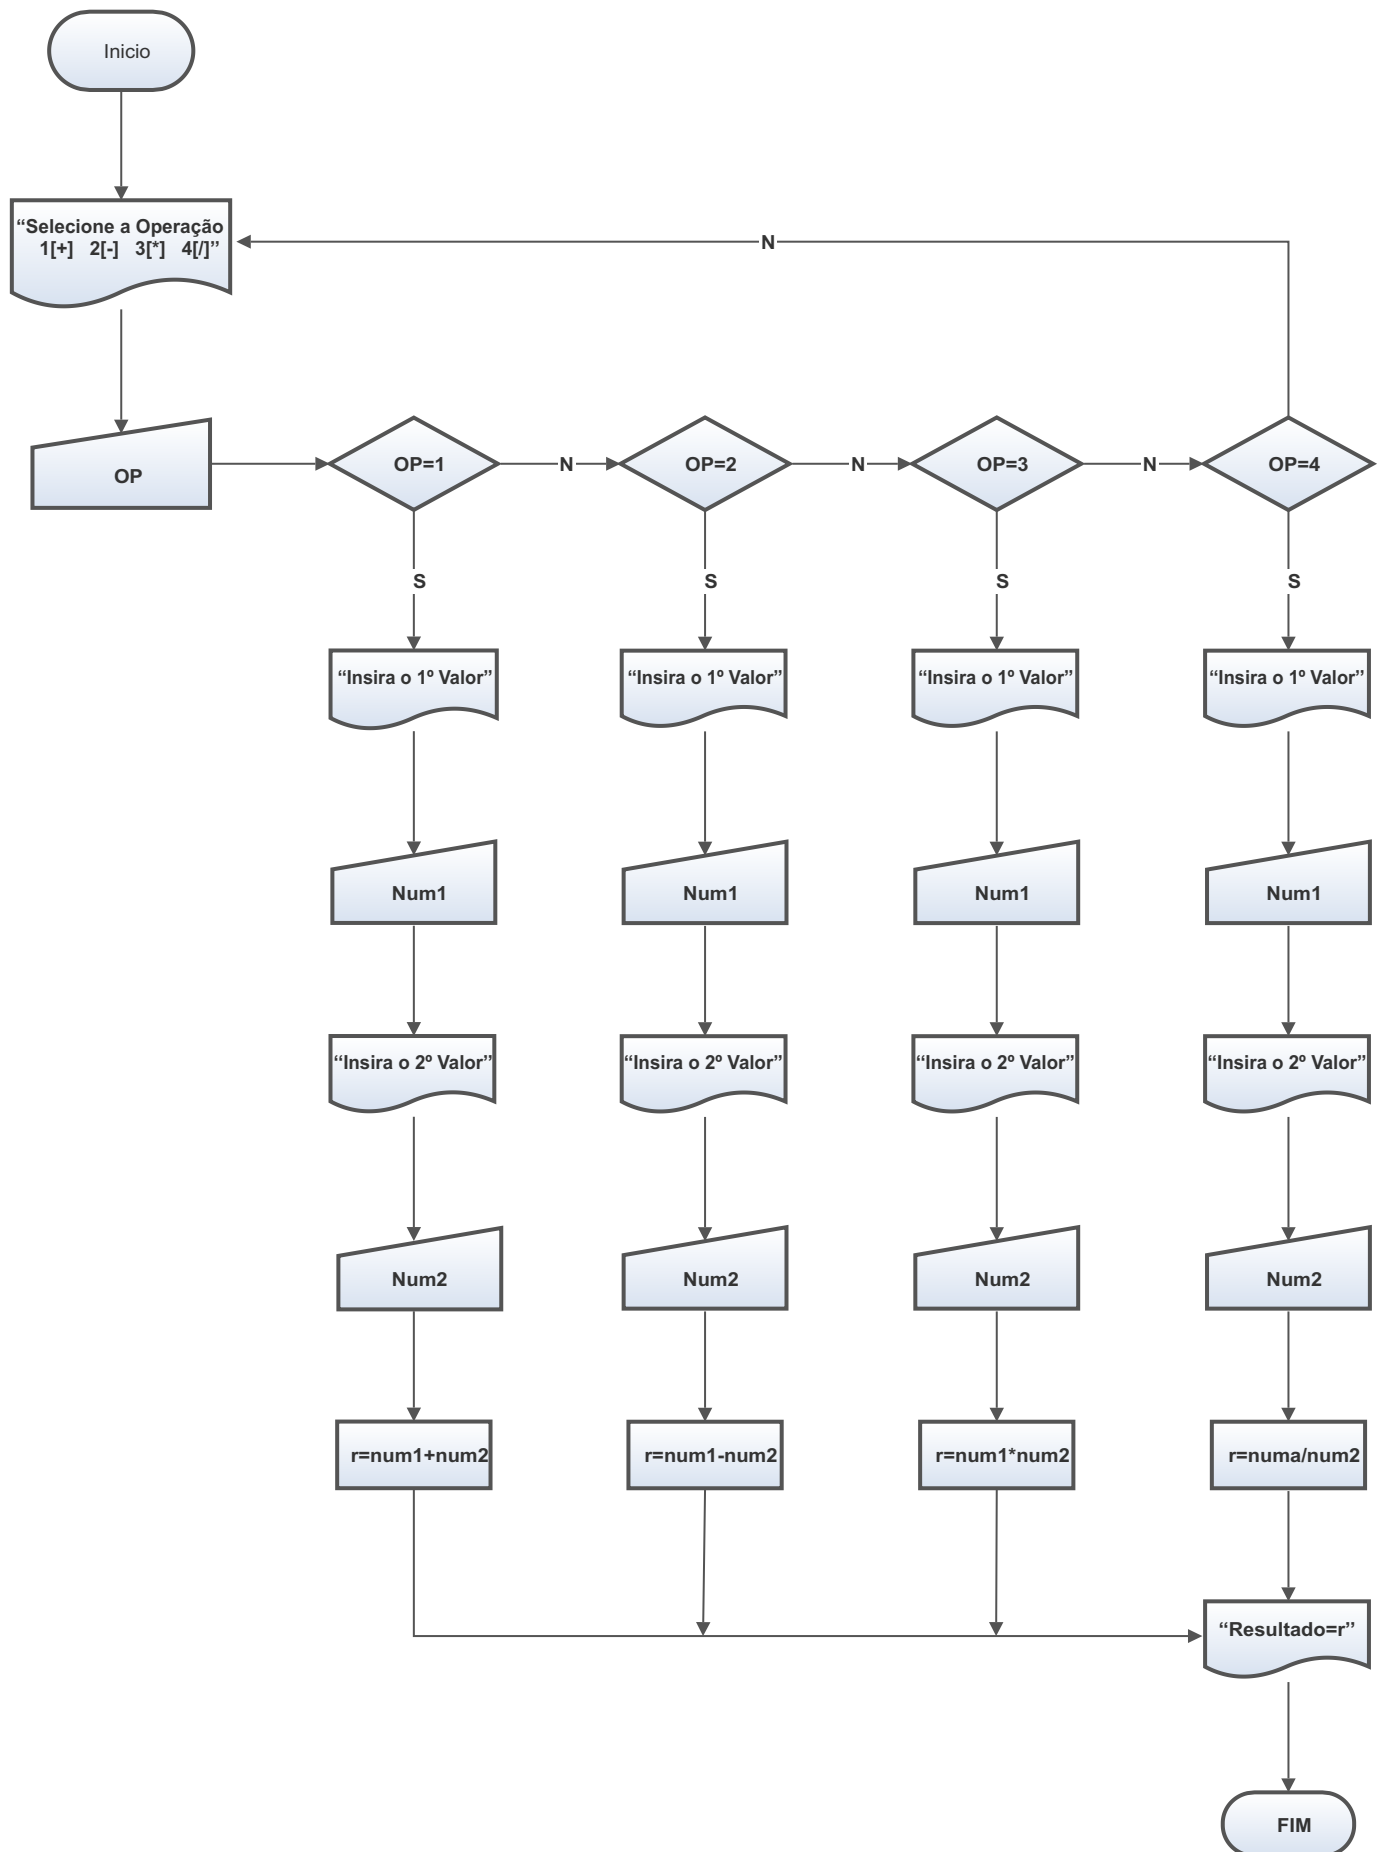 Inicio
“Selecione a Operação
1[+] 2[-] 3[*] 4[/]”
N
OP
OP=1
N
OP=2
N
OP=3
N
OP=4
S
S
S
S
“Insira o 1º Valor”
“Insira o 1º Valor”
“Insira o 1º Valor”
“Insira o 1º Valor”
Num1
Num1
Num1
Num1
“Insira o 2º Valor”
“Insira o 2º Valor”
“Insira o 2º Valor”
“Insira o 2º Valor”
Num2
Num2
Num2
Num2
r=num1+num2
r=num1-num2
r=num1*num2
r=numa/num2
“Resultado=r”
FIM